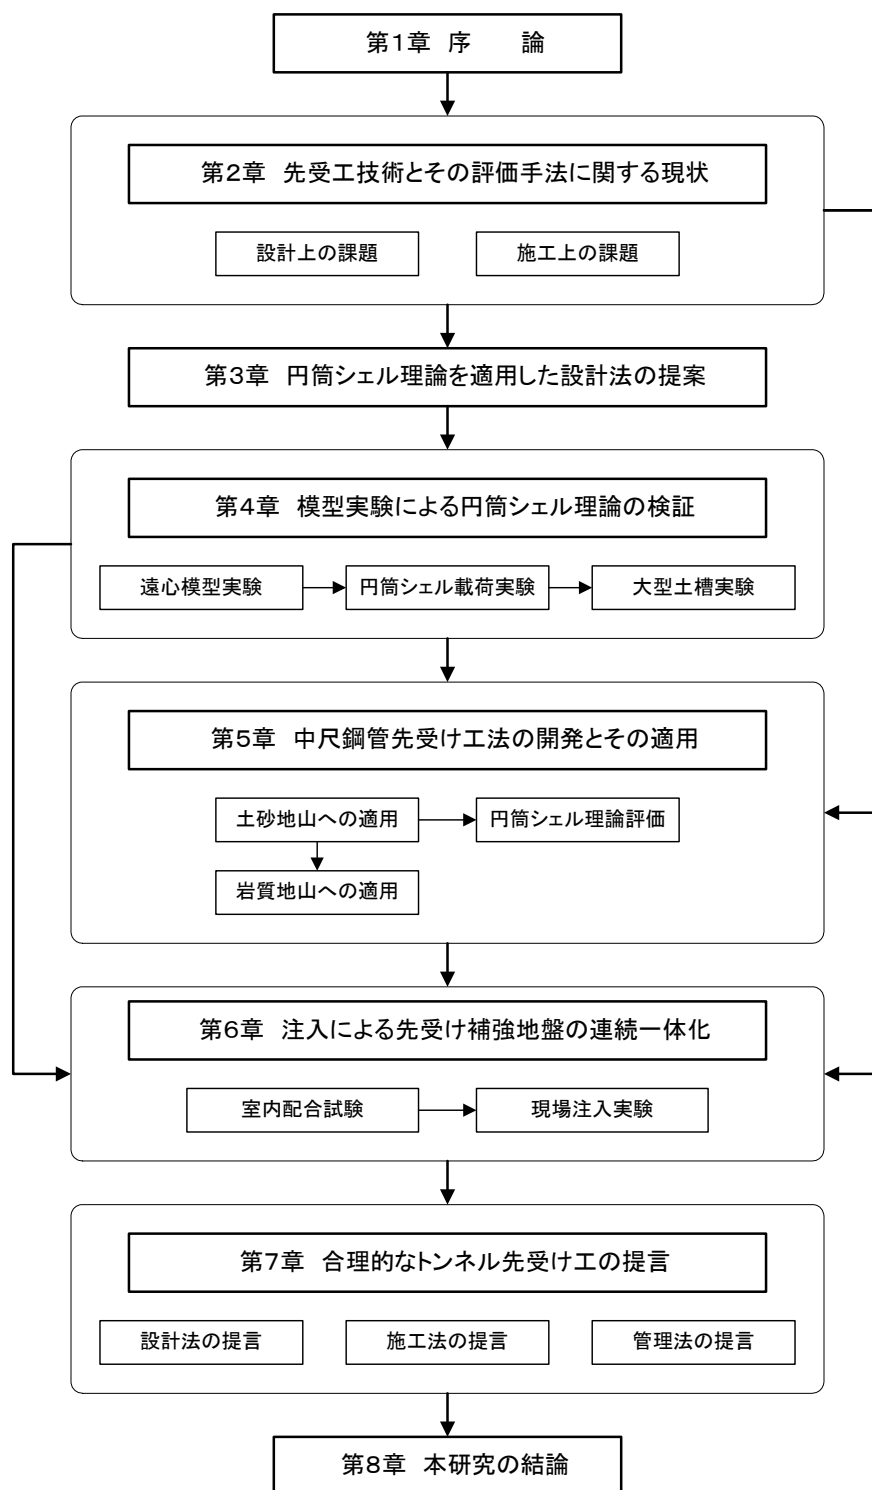 第1章 序　　論
第2章 先受工技術とその評価手法に関する現状
設計上の課題
施工上の課題
第3章 円筒シェル理論を適用した設計法の提案
第4章 模型実験による円筒シェル理論の検証
遠心模型実験
円筒シェル載荷実験
大型土槽実験
第5章 中尺鋼管先受け工法の開発とその適用
土砂地山への適用
円筒シェル理論評価
岩質地山への適用
第6章 注入による先受け補強地盤の連続一体化
室内配合試験
現場注入実験
第7章 合理的なトンネル先受け工の提言
設計法の提言
施工法の提言
管理法の提言
第8章 本研究の結論